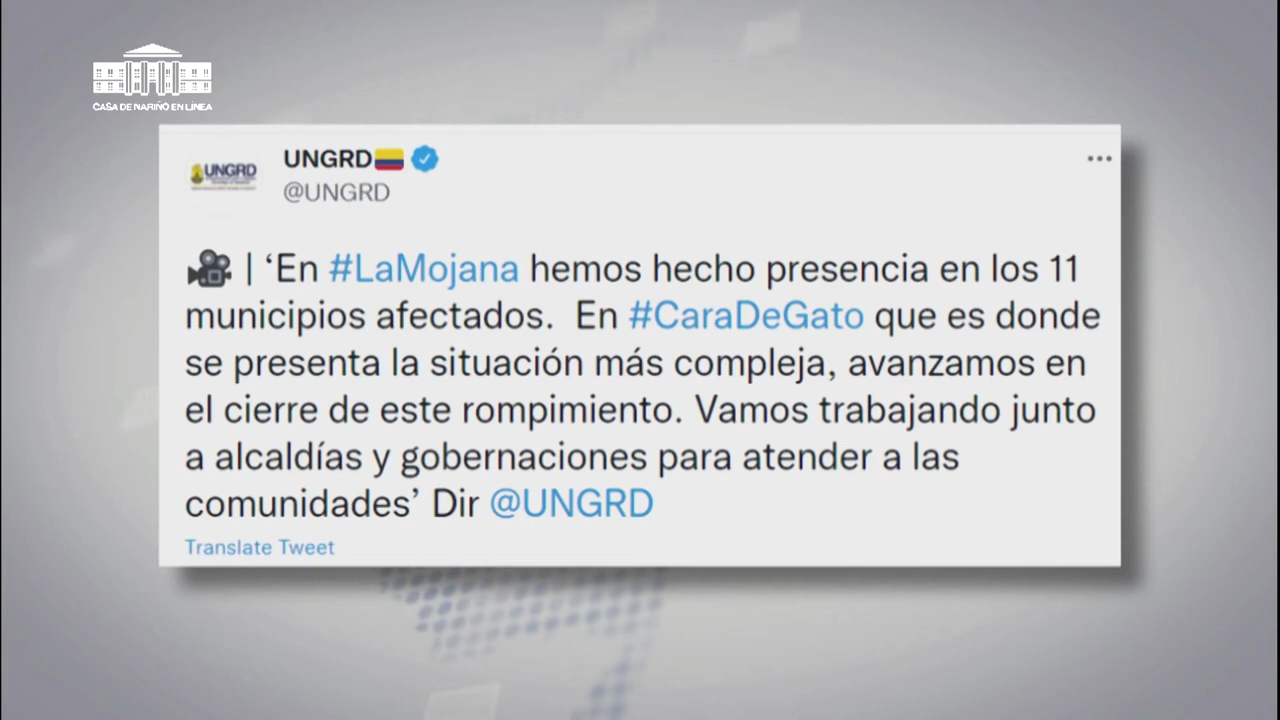 CASA DE NARIÑO EN LÍNEA
UNGRD
UNGRD
@UNGRD
| ‘En #LaMojana hemos hecho presencia en los 11
municipios afectados.  En #CaraDeGato que es donde
se presenta la situación más compleja, avanzamos en
el cierre de este rompimiento. Vamos trabajando junto
a alcaldías y gobernaciones para atender a las
comunidades’ Dir @UNGRD
Translate Tweet